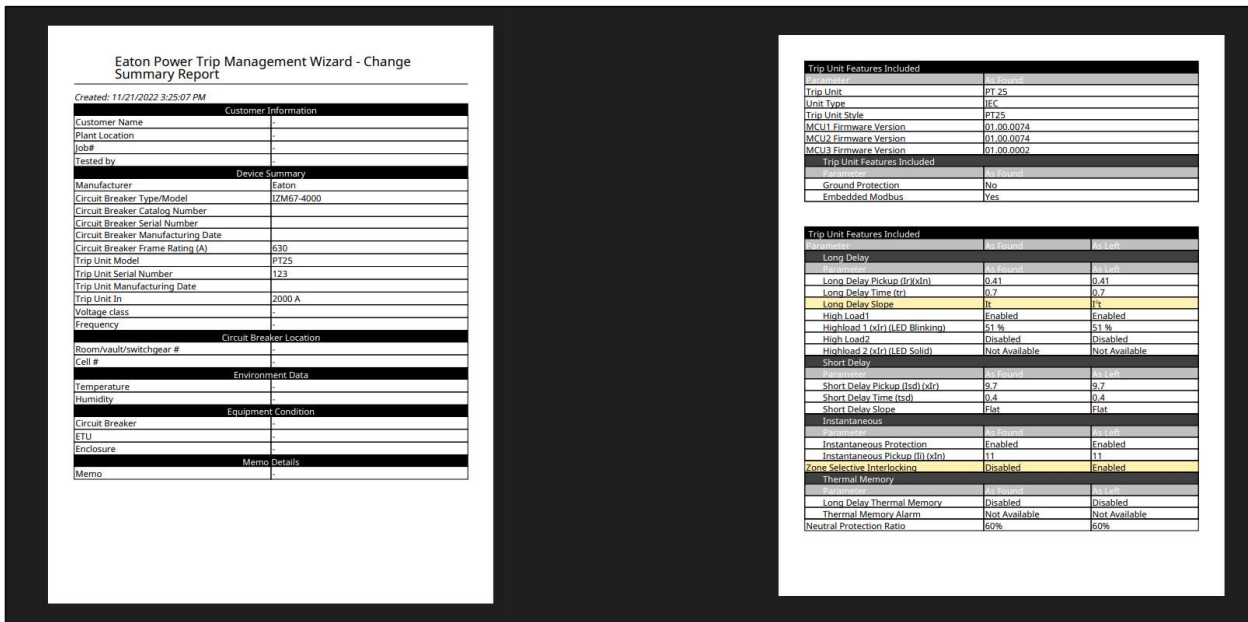 Eaton Power Trip Management Wizard - Change
Summary Report
Created: 11/21/2022 3:25:07 PM
Customer Information
Customer Name -
Plant Location -
Job# -
Tested by -
Device Summary
Manufacturer Eaton
Circuit Breaker Type/Model IZM67-4000
Circuit Breaker Catalog Number
Circuit Breaker Serial Number
Circuit Breaker Manufacturing Date
Circuit Breaker Frame Rating (A) 630
Trip Unit Model PT25
Trip Unit Serial Number 123
Trip Unit Manufacturing Date
Trip Unit In 2000 A
Voltage class -
Frequency -
Circuit Breaker Location
Room/vault/switchgear # -
Cell # -
Environment Data
Temperature -
Humidity -
Equipment Condition
Circuit Breaker -
ETU -
Enclosure -
Memo Details
Memo -
Trip Unit Features Included
Parameter As Found
Trip Unit PT 25
Unit Type IEC
Trip Unit Style PT25
MCU1 Firmware Version 01.00.0074
MCU2 Firmware Version 01.00.0074
MCU3 Firmware Version 01.00.0002
Trip Unit Features Included
Parameter As Found
Ground Protection No
Embedded Modbus Yes
Trip Unit Features Included
Parameter As Found As Left
Long Delay
Parameter As Found As Left
Long Delay Pickup (Ir)(xIn) 0.41 0.41
Long Delay Time (tr) 0.7 0.7
Long Delay Slope It I²t
High Load1 Enabled Enabled
Highload 1 (xIr) (LED Blinking) 51 % 51 %
High Load2 Disabled Disabled
Highload 2 (xIr) (LED Solid) Not Available Not Available
Short Delay
Parameter As Found As Left
Short Delay Pickup (Isd) (xIr) 9.7 9.7
Short Delay Time (tsd) 0.4 0.4
Short Delay Slope Flat Flat
Instantaneous
Parameter As Found As Left
Instantaneous Protection Enabled Enabled
Instantaneous Pickup (Ii) (xIn) 11 11
Zone Selective Interlocking Disabled Enabled
Thermal Memory
Parameter As Found As Left
Long Delay Thermal Memory Disabled Disabled
Thermal Memory Alarm Not Available Not Available
Neutral Protection Ratio 60% 60%